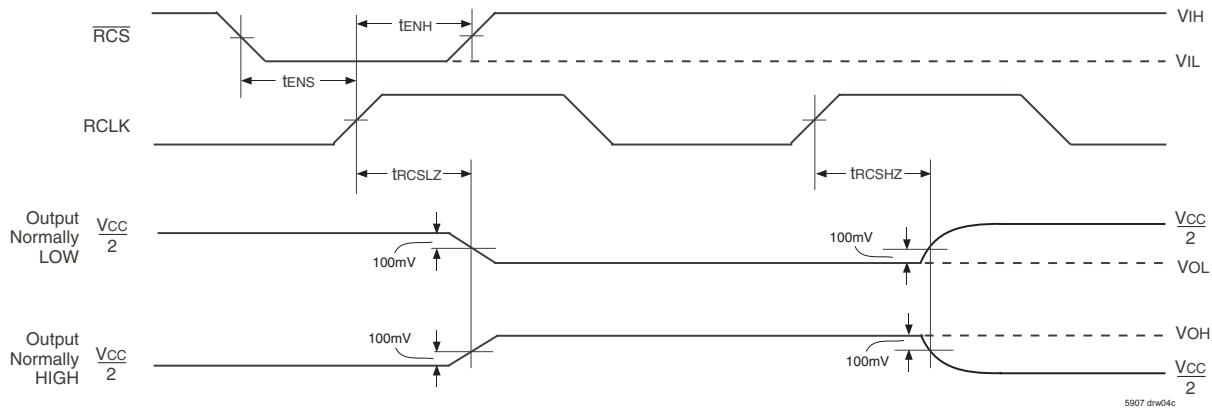 RCS
tENH
VIH
VIL
tENS
RCLK
tRCSLZ
tRCSHZ
Output
Normally
LOW
VCC
2
100mV
100mV
VCC
2
VOL
Output
Normally
HIGH
VCC
2
100mV
100mV
VOH
VCC
2
5907 drw04c